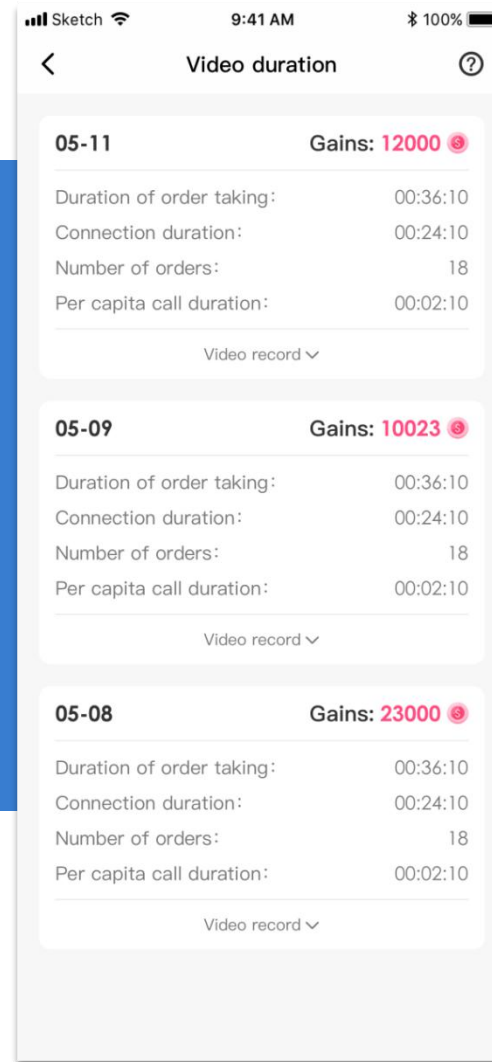 Sketch 9:41 AM 100%
Video duration
05-11 Gains: 12000
Duration of order taking: 00:36:10
Connection duration: 00:24:10
Number of orders: 18
Per capita call duration: 00:02:10
Video record
05-09 Gains: 10023
Duration of order taking: 00:36:10
Connection duration: 00:24:10
Number of orders: 18
Per capita call duration: 00:02:10
Video record
05-08 Gains: 23000
Duration of order taking: 00:36:10
Connection duration: 00:24:10
Number of orders: 18
Per capita call duration: 00:02:10
Video record